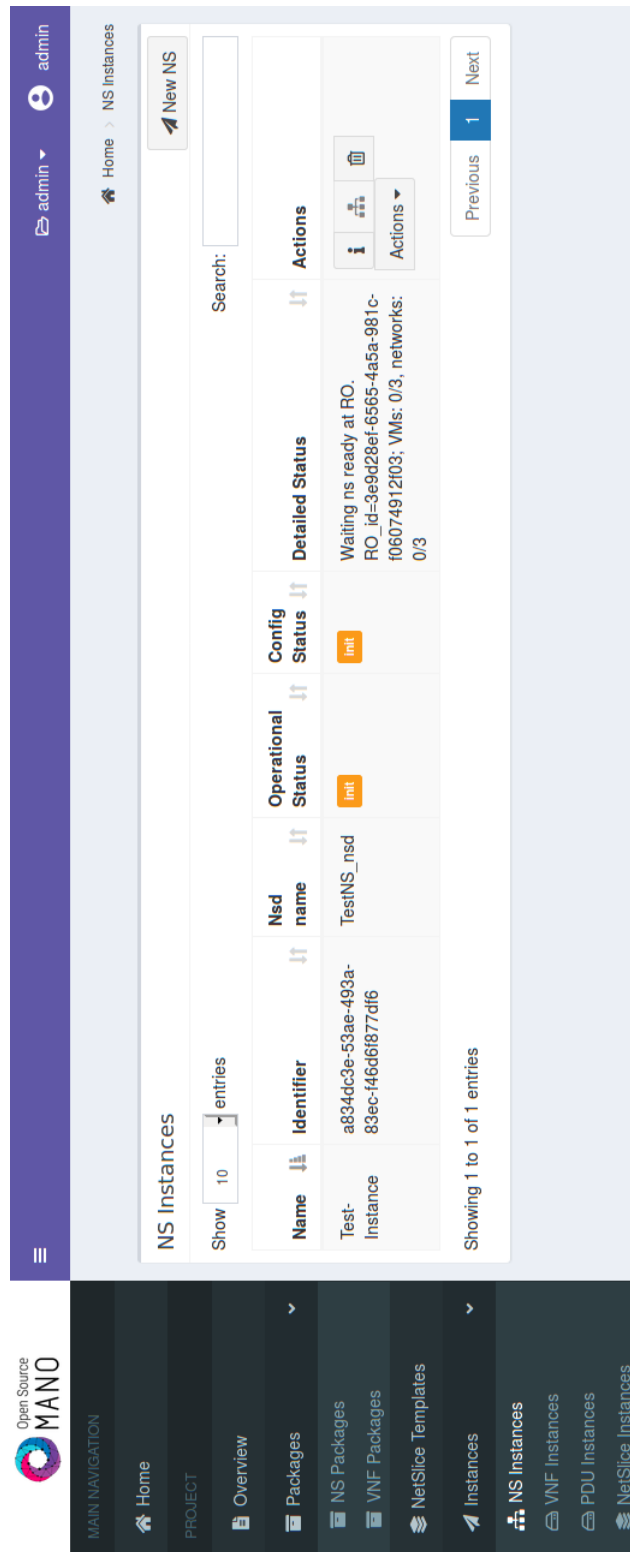 Open Source
MANO
admin
admin
MAIN NAVIGATION
Home
PROJECT
Overview
Packages
NS Packages
VNF Packages
NetSlice Templates
Instances
NS Instances
VNF Instances
PDU Instances
NetSlice Instances
Home > NS Instances
NS Instances
New NS
Show 10 entries
Search:
Name
Identifier
Nsd
name
Operational
Status
Config
Status
Detailed Status
Actions
Test-
Instance
a834dc3e-53ae-493a-
83ec-f46d6f877df6
TestNS_nsd
init
init
Waiting ns ready at RO.
RO_id=3e9d28ef-6565-4a5a-981c-
f06074912f03; VMs: 0/3, networks:
0/3
i
Actions
Showing 1 to 1 of 1 entries
Previous 1 Next